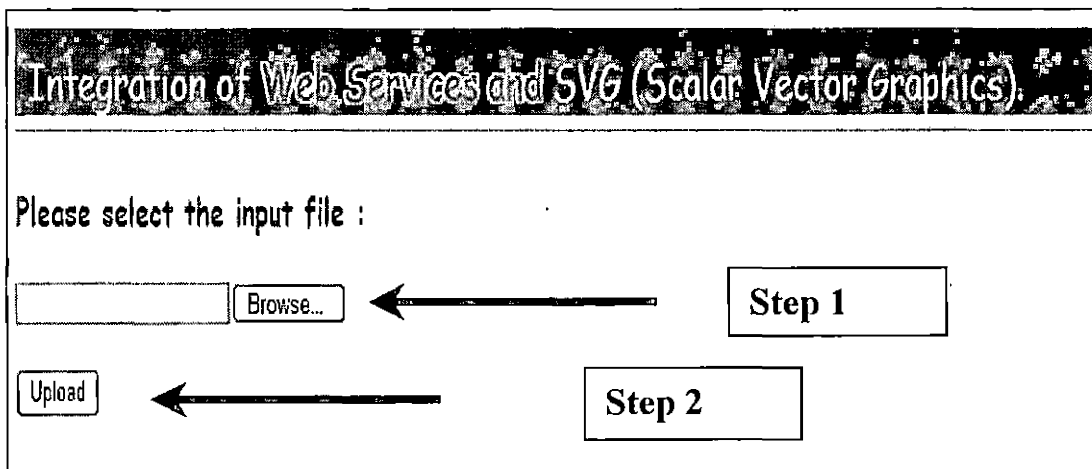 Integration of Web Services and SVG (Scalar Vector Graphics).
Please select the input file :
Browse... Step 1
Upload Step 2